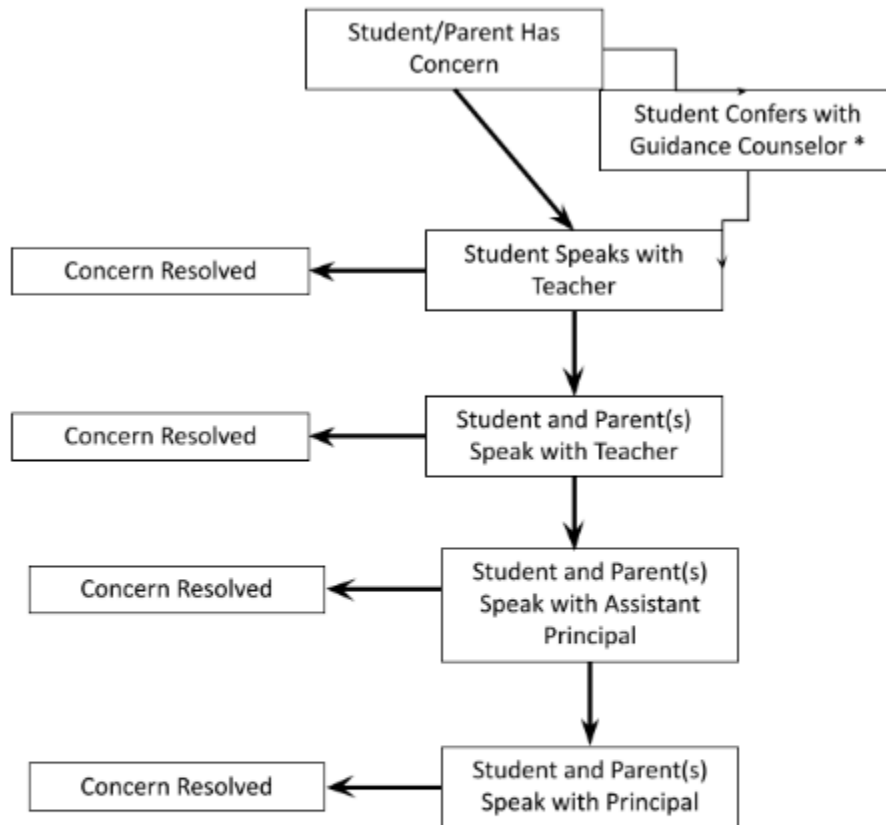 Student/Parent Has
Concern
Student Confers with
Guidance Counselor *
Student Speaks with
Teacher
Concern Resolved
Student and Parent(s)
Speak with Teacher
Concern Resolved
Student and Parent(s)
Speak with Assistant
Principal
Concern Resolved
Student and Parent(s)
Speak with Principal
Concern Resolved